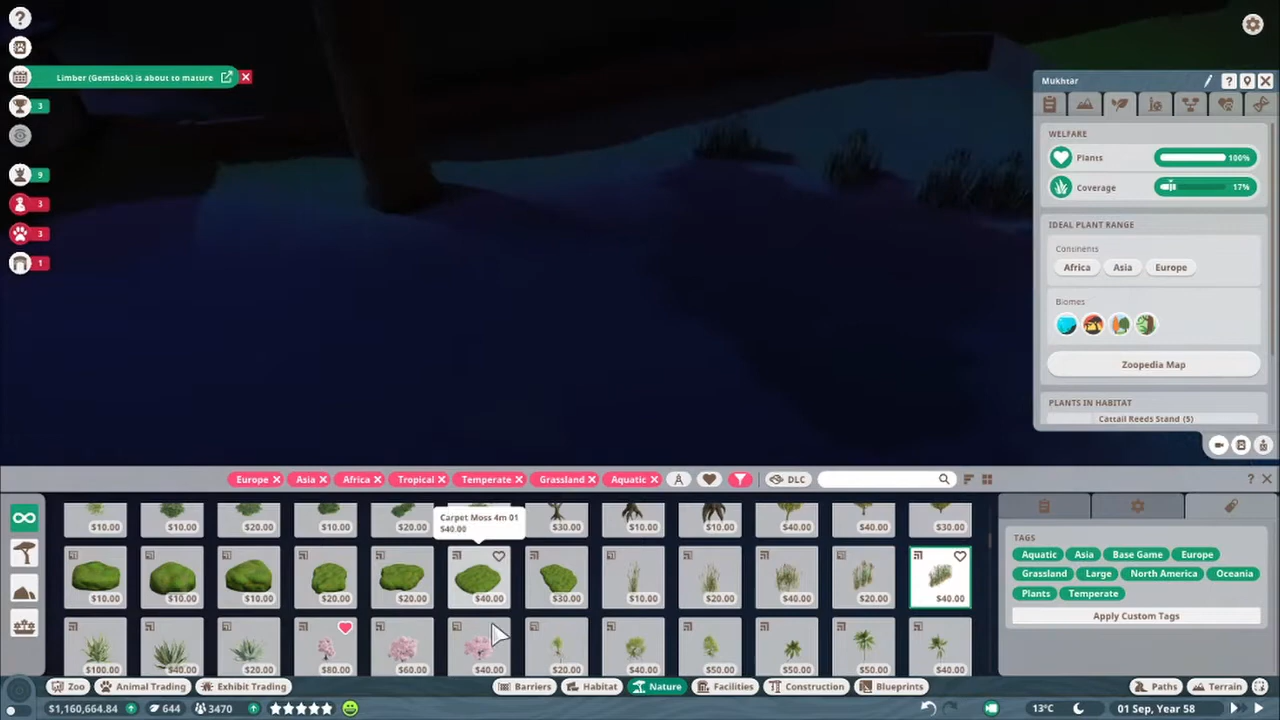 Limber (Gemsbok) is about to mature
3
9
3
3
1
Mukhtar
?
WELFARE
Plants 100%
Coverage 17%
IDEAL PLANT RANGE
Continents
Africa Asia Europe
Biomes
Zoopedia Map
PLANTS IN HABITAT
Cattail Reeds Stand (5)
Europe Asia Africa Tropical Temperate Grassland Aquatic DLC
?
Carpet Moss 4m 01
$40.00
$10.00 $20.00 $20.00 $10.00 $30.00 $10.00 $10.00 $40.00 $40.00 $30.00
$10.00 $10.00 $10.00 $20.00 $20.00 $40.00 $30.00 $10.00 $20.00 $40.00 $20.00 $40.00
$100.00 $40.00 $20.00 $80.00 $60.00 $40.00 $20.00 $40.00 $50.00 $50.00 $50.00 $40.00
TAGS
Aquatic Asia Base Game Europe
Grassland Large North America Oceania
Plants Temperate
Apply Custom Tags
Zoo Animal Trading Exhibit Trading Barriers Habitat Nature Facilities Construction Blueprints Paths Terrain
$1,160,664.84 644 3470 13°C 01 Sep, Year 58